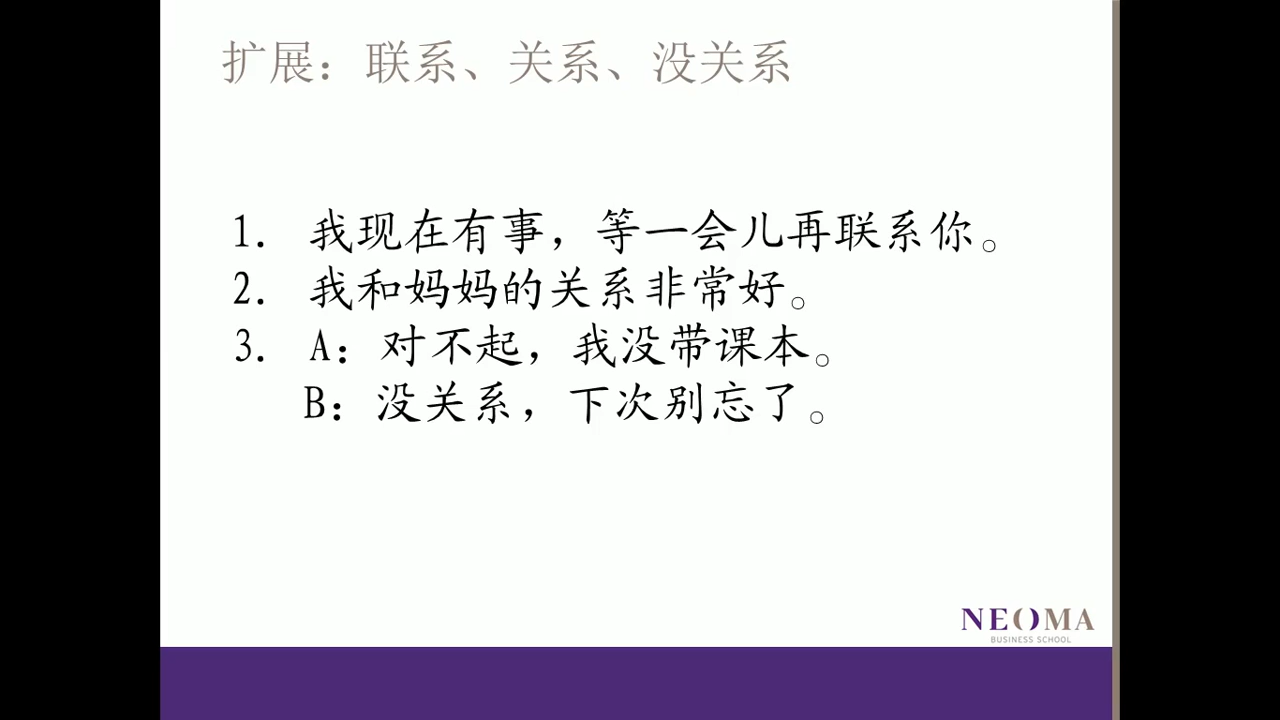 扩展：联系、关系、没关系
1. 我现在有事，等一会儿再联系你。
2. 我和妈妈的关系非常好。
3. A：对不起，我没带课本。
B：没关系，下次别忘了。
NEOMA
BUSINESS SCHOOL